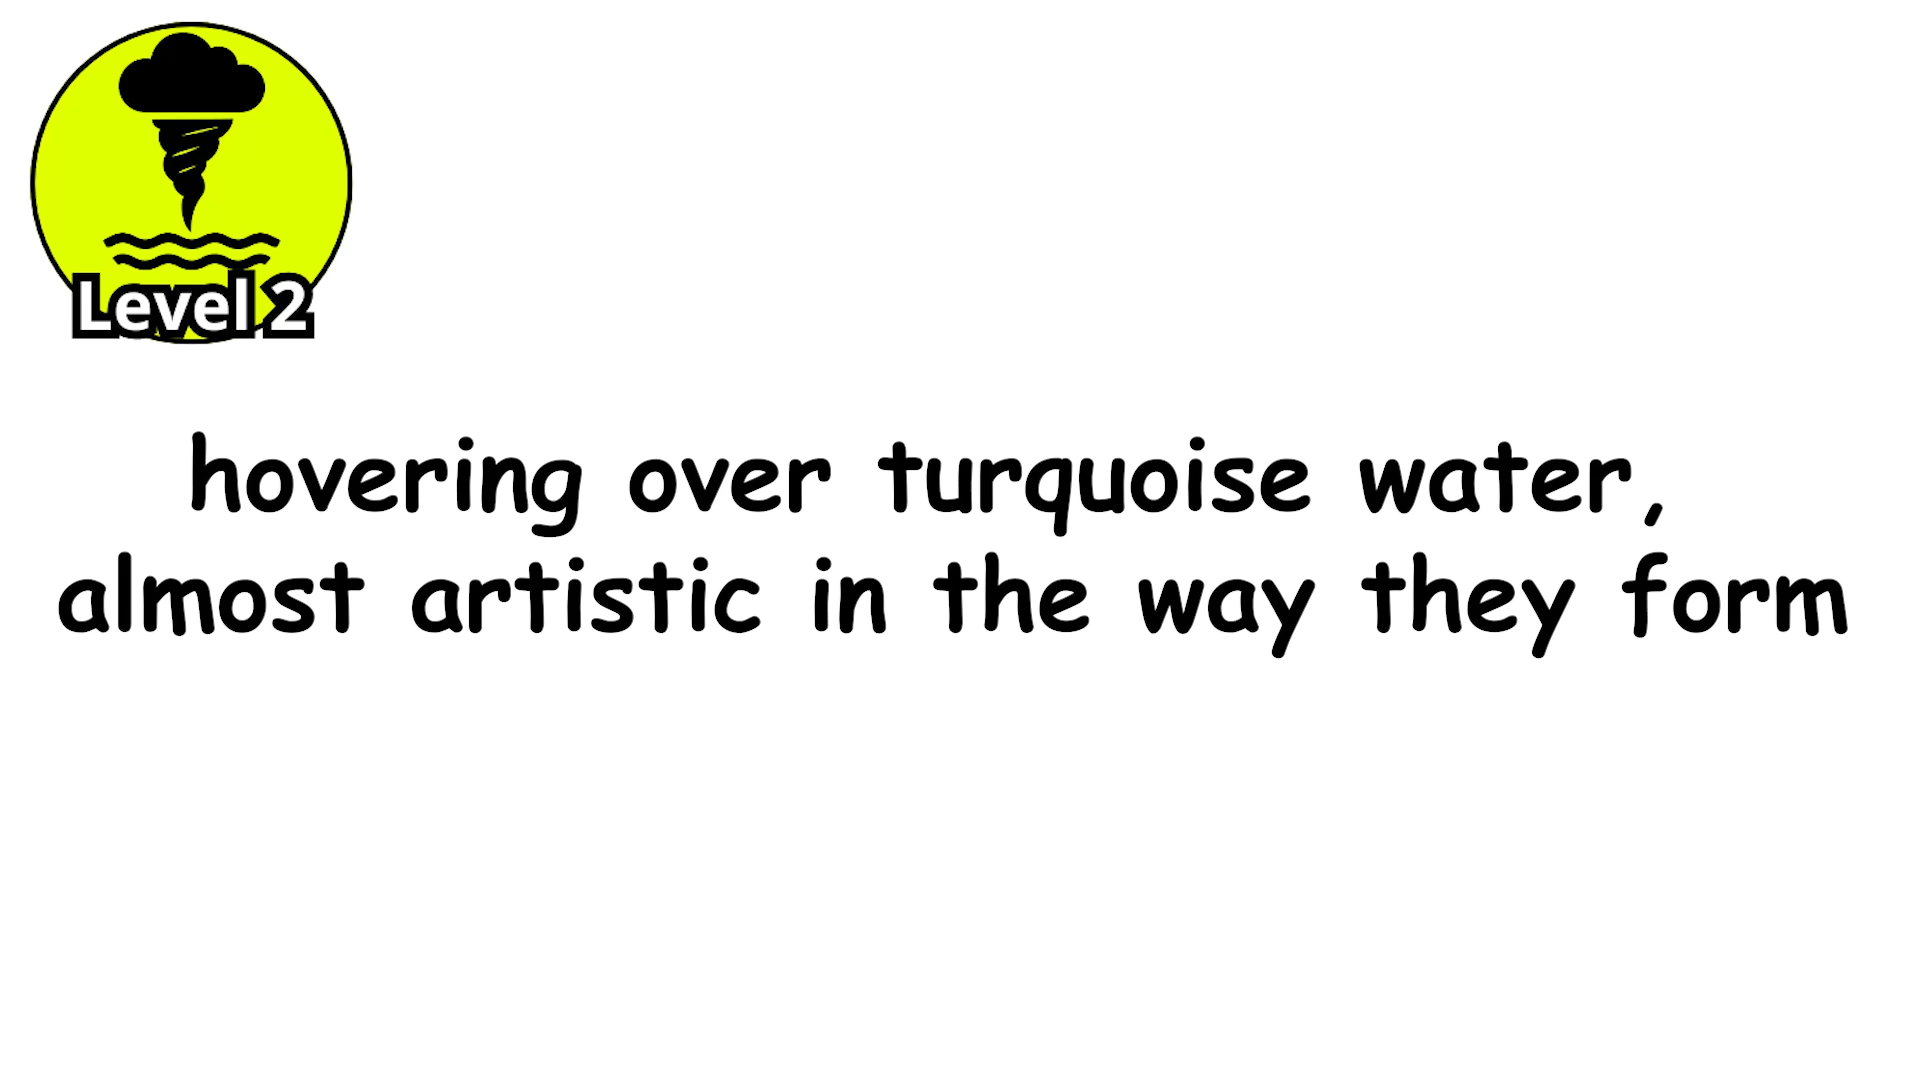 Level 2
hovering over turquoise water,
almost artistic in the way they form